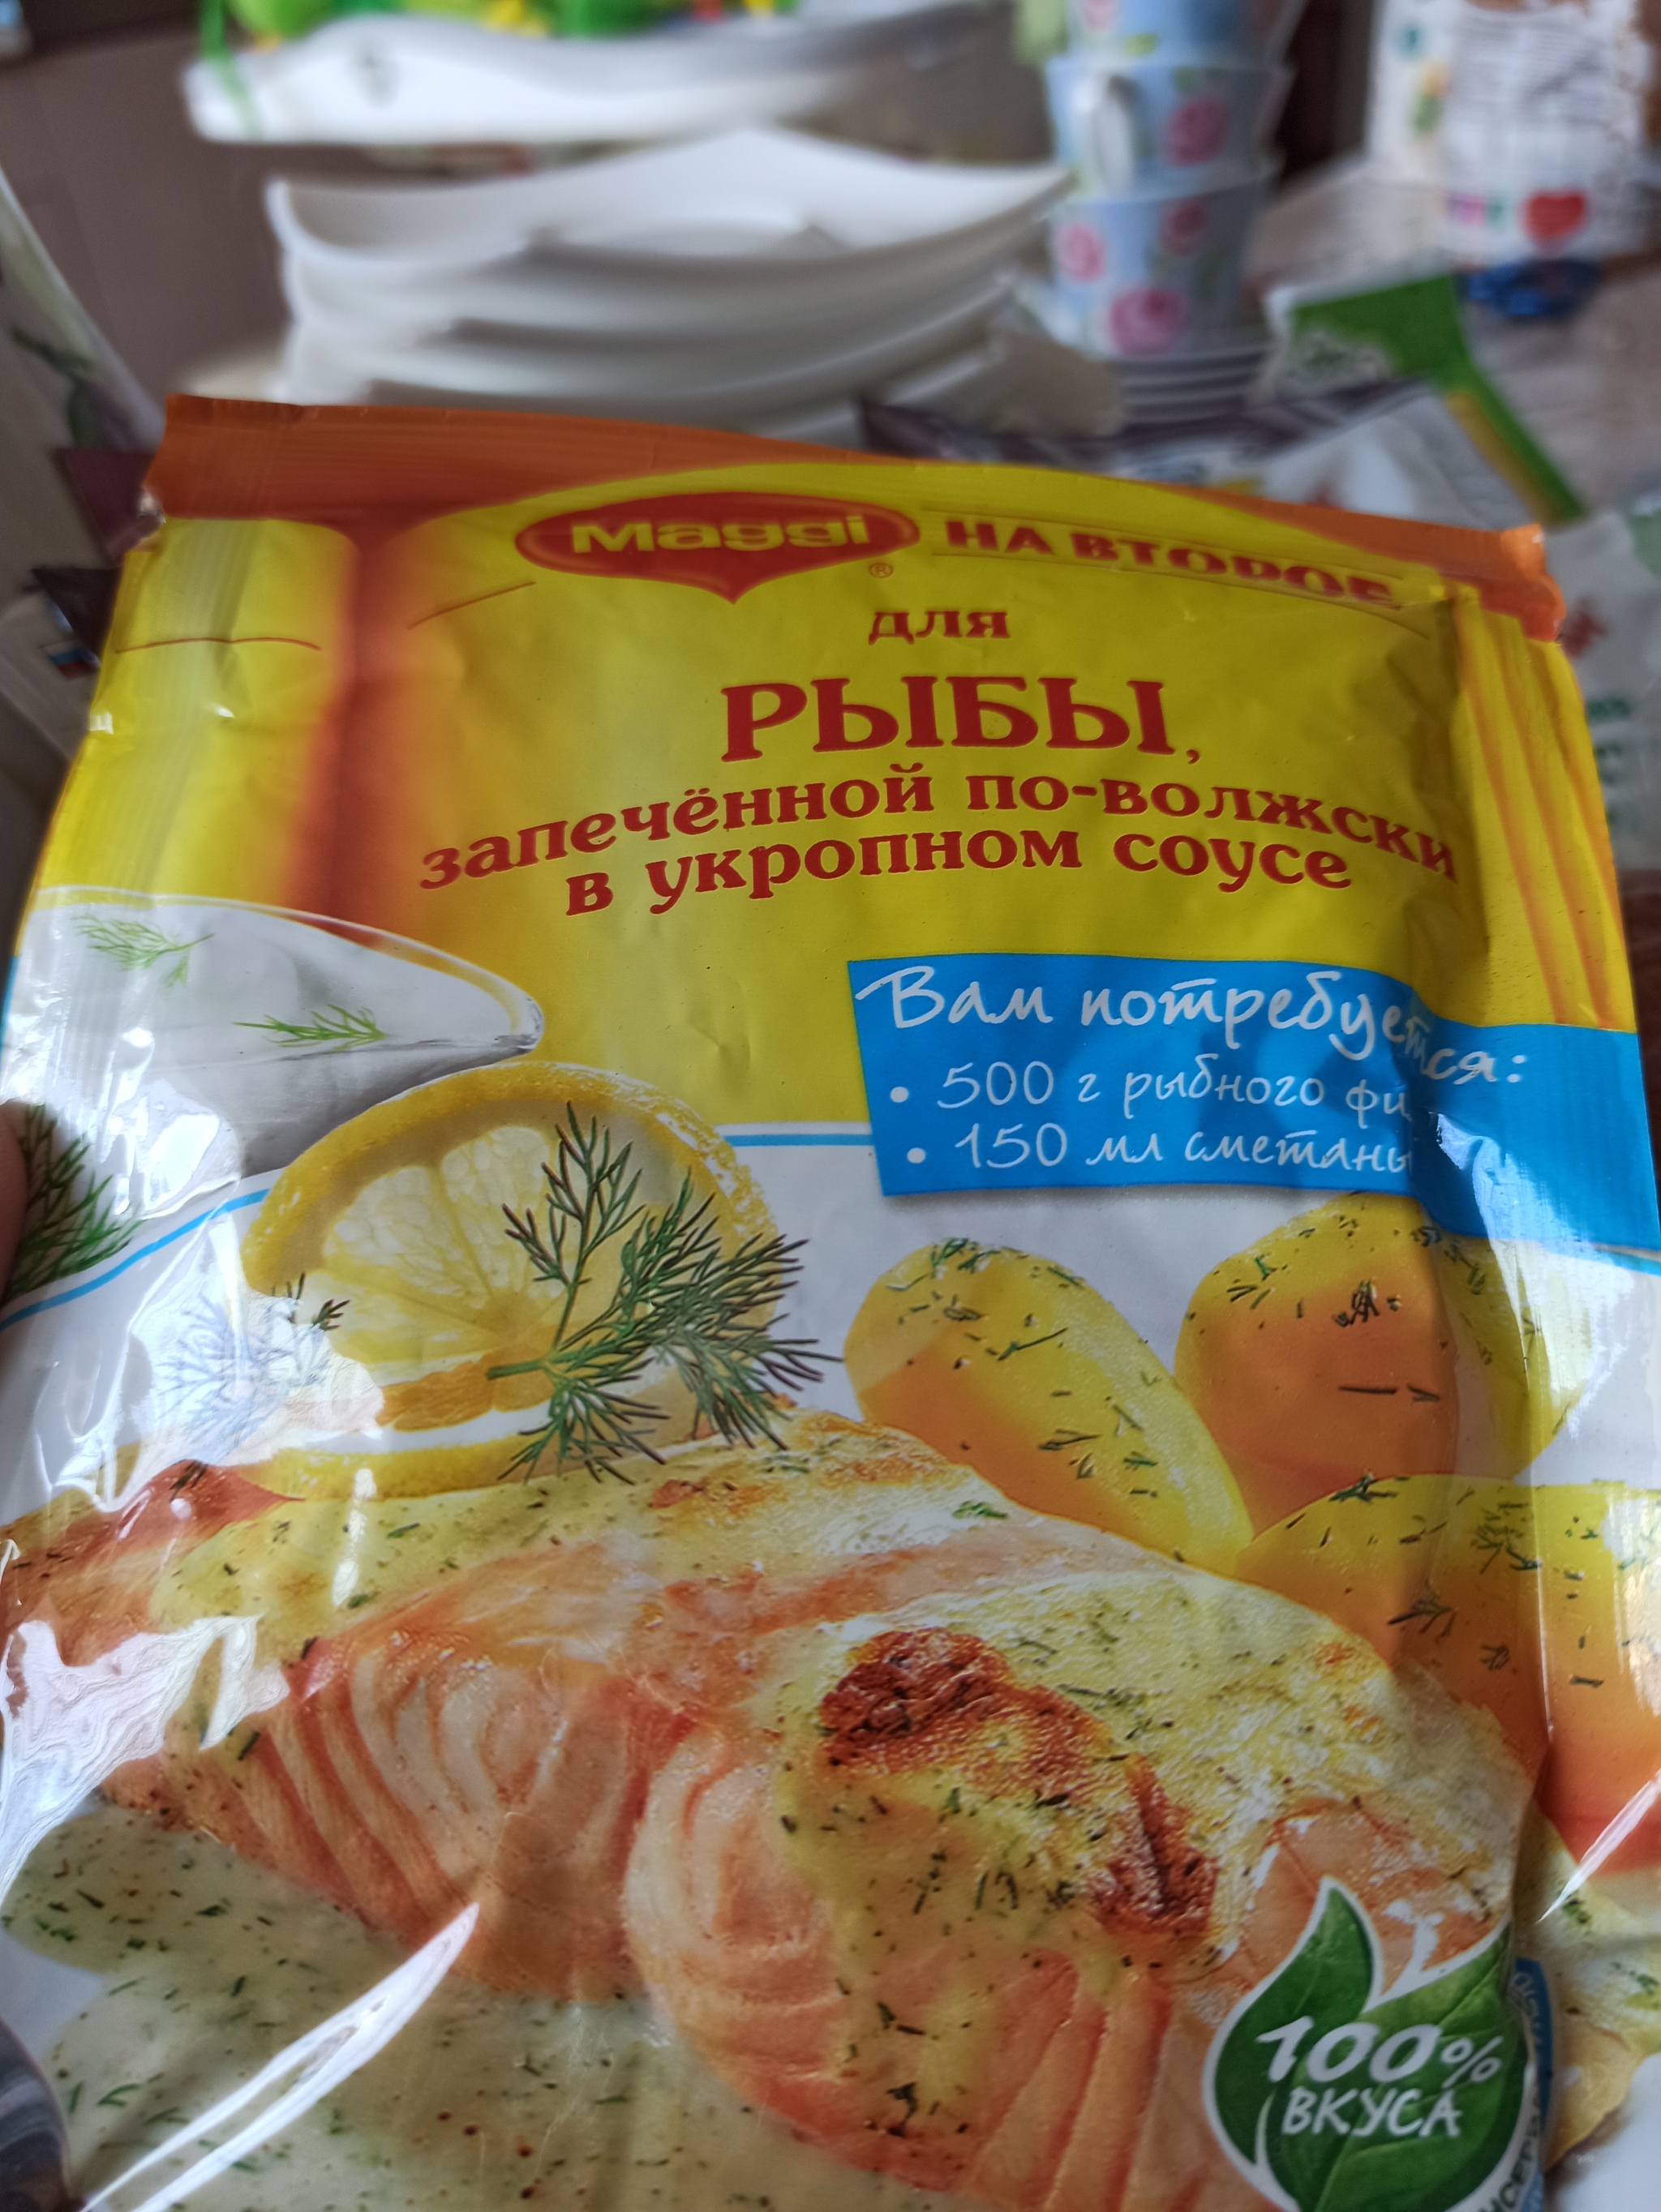 Maggi НА ВТОРОЕ
®
для
РЫБЫ,
запечённой по-волжски
в укропном соусе
Вам потребуется:
• 500 г рыбного фи
• 150 мл сметаны
100%
ВКУСА